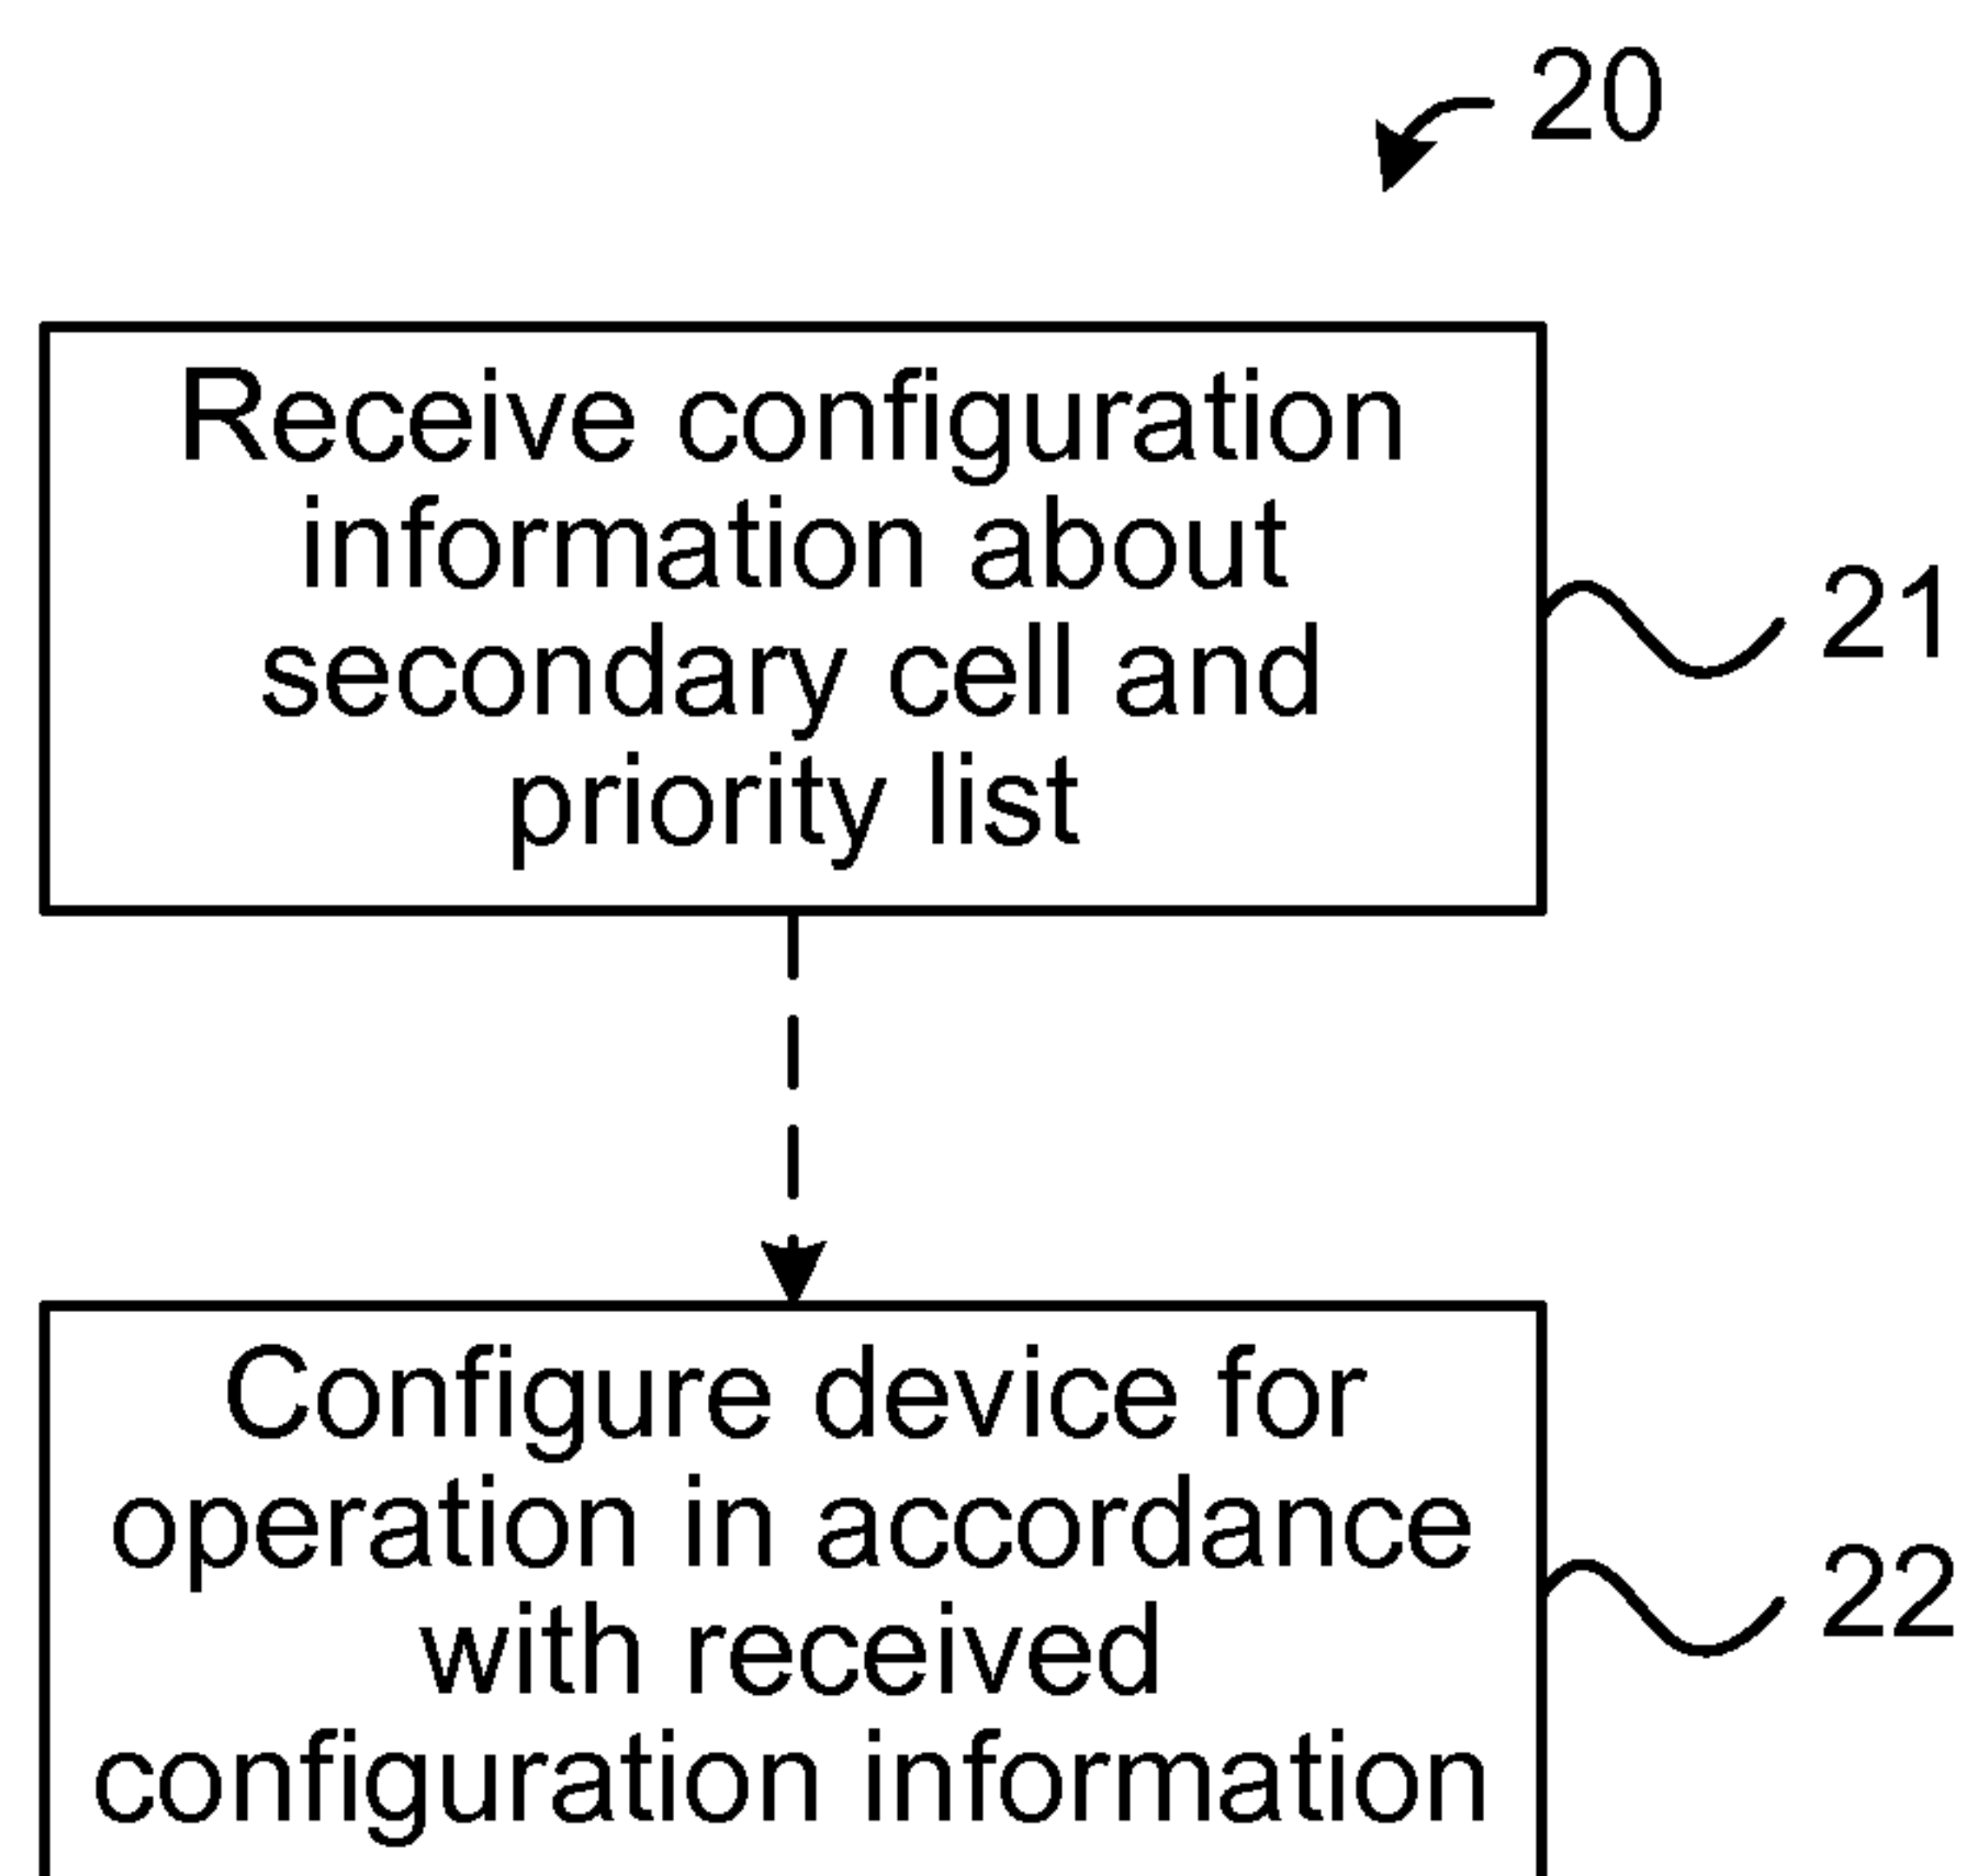 20
Receive configuration
information about
secondary cell and
priority list
21
Configure device for
operation in accordance
with received
configuration information
22